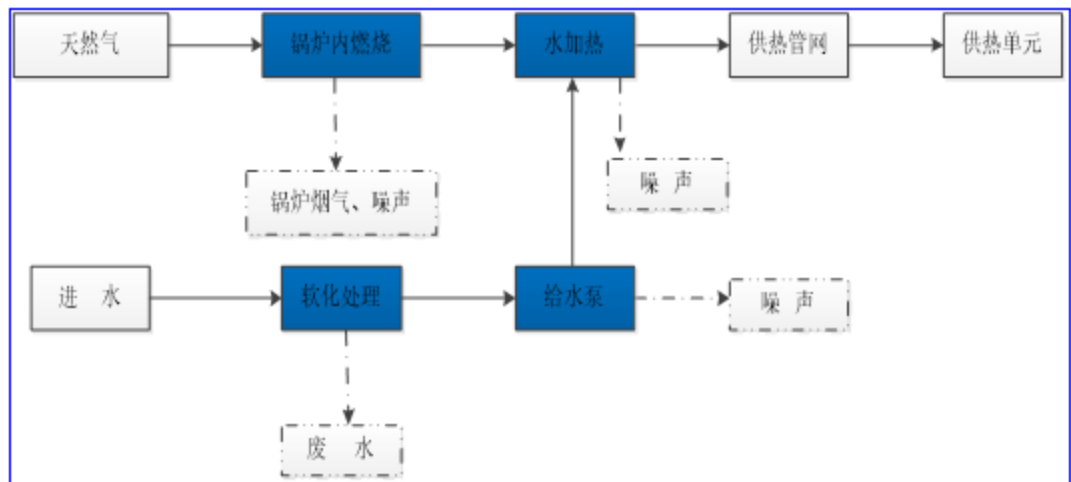 天然气
锅炉内燃烧
水加热
供热管网
供热单元
锅炉烟气、噪声
噪 声
进 水
软化处理
给水泵
噪 声
废 水